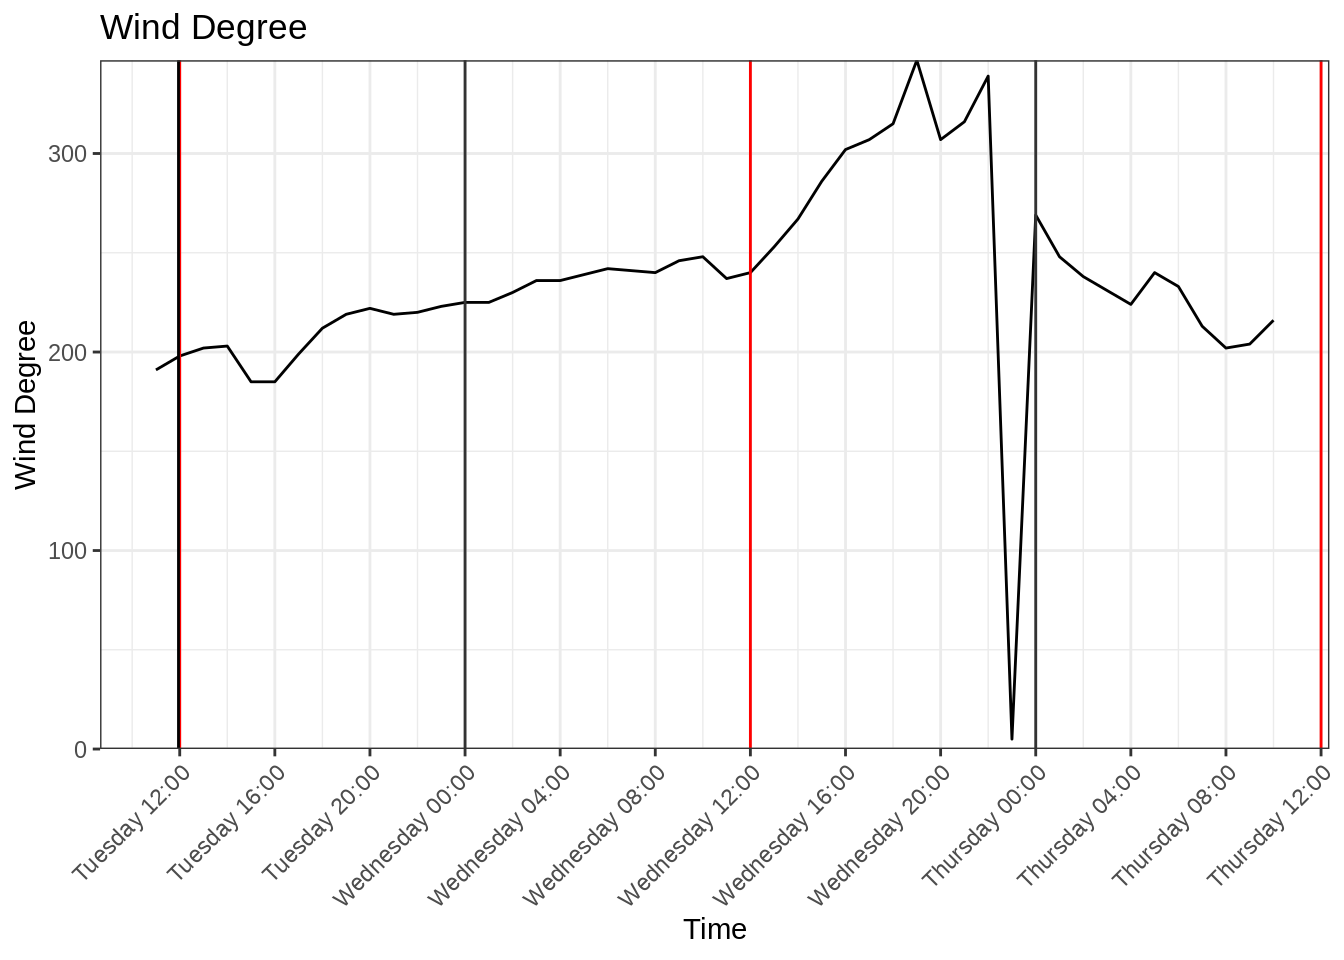 Wind Degree
Wind Degree
300
200
100
0
Tuesday 12:00
Tuesday 16:00
Tuesday 20:00
Wednesday 00:00
Wednesday 04:00
Wednesday 08:00
Wednesday 12:00
Wednesday 16:00
Wednesday 20:00
Thursday 00:00
Thursday 04:00
Thursday 08:00
Thursday 12:00
Time